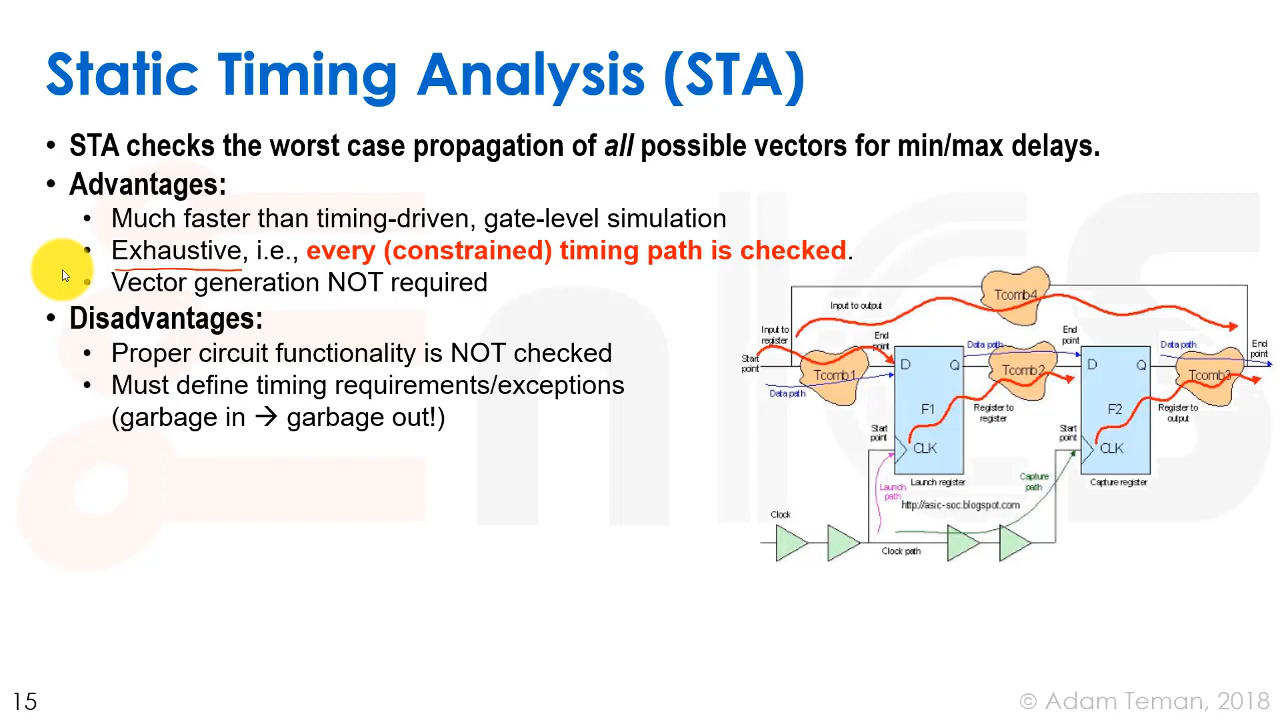 Static Timing Analysis (STA)
• STA checks the worst case propagation of all possible vectors for min/max delays.
• Advantages:
• Much faster than timing-driven, gate-level simulation
• Exhaustive, i.e., every (constrained) timing path is checked.
• Vector generation NOT required
• Disadvantages:
• Proper circuit functionality is NOT checked
• Must define timing requirements/exceptions
(garbage in → garbage out!)
Tcomb4
Input to output
Input to
register
Start
point
End
point
Tcomb1
Data path
D
Q
F1
CLK
Launch register
Start
point
Data path
Tcomb2
Register to
register
End
point
D
Q
F2
CLK
Capture register
Start
point
Data path
Tcomb3
Register to
output
End
point
Launch
path
Capture
path
http://asic-soc.blogspot.com
Clock
Clock path
EnICS
15
© Adam Teman, 2018